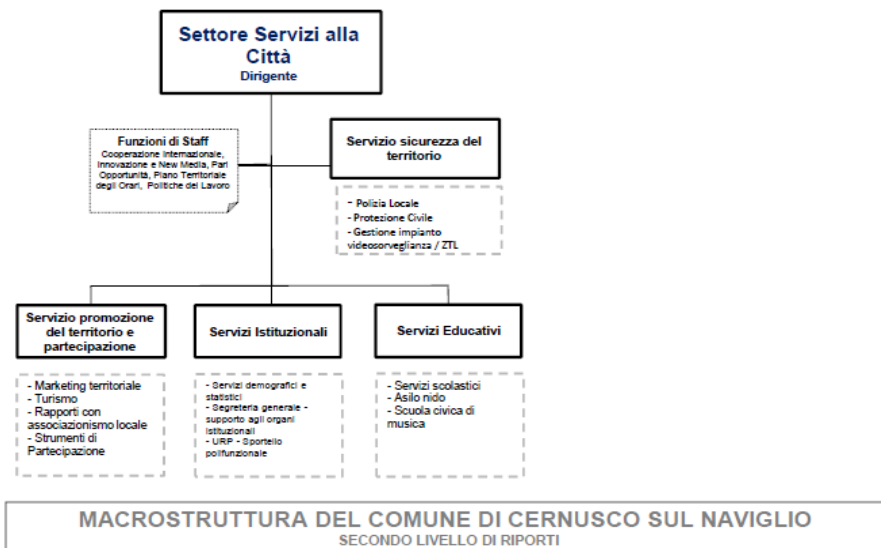 Settore Servizi alla
Città
Dirigente
Funzioni di Staff
Cooperazione Internazionale,
Innovazione e New Media, Pari
Opportunità, Piano Territoriale
degli Orari, Politiche del Lavoro
Servizio sicurezza del
territorio
- Polizia Locale
- Protezione Civile
- Gestione impianto
videosorveglianza / ZTL
Servizio promozione
del territorio e
partecipazione
- Marketing territoriale
- Turismo
- Rapporti con
associazionismo locale
- Strumenti di
Partecipazione
Servizi Istituzionali
- Servizi demografici e
statistici
- Segreteria generale -
supporto agli organi
istituzionali
- URP - Sportello
polifunzionale
Servizi Educativi
- Servizi scolastici
- Asilo nido
- Scuola civica di
musica
MACROSTRUTTURA DEL COMUNE DI CERNUSCO SUL NAVIGLIO
SECONDO LIVELLO DI RIPORTI